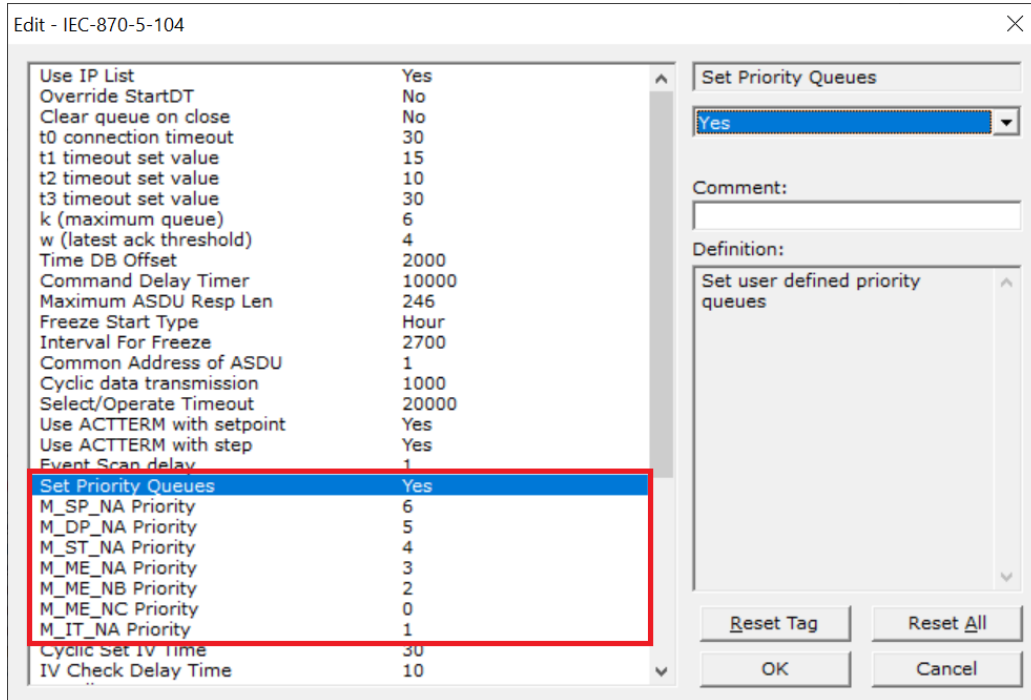 Edit - IEC-870-5-104
Use IP List Yes
Override StartDT No
Clear queue on close No
t0 connection timeout 30
t1 timeout set value 15
t2 timeout set value 10
t3 timeout set value 30
k (maximum queue) 6
w (latest ack threshold) 4
Time DB Offset 2000
Command Delay Timer 10000
Maximum ASDU Resp Len 246
Freeze Start Type Hour
Interval For Freeze 2700
Common Address of ASDU 1
Cyclic data transmission 1000
Select/Operate Timeout 20000
Use ACTTERM with setpoint Yes
Use ACTTERM with step Yes
Event Scan delay 1
Set Priority Queues Yes
M_SP_NA Priority 6
M_DP_NA Priority 5
M_ST_NA Priority 4
M_ME_NA Priority 3
M_ME_NB Priority 2
M_ME_NC Priority 0
M_IT_NA Priority 1
Cyclic Set IV Time 30
IV Check Delay Time 10
Set Priority Queues
Yes
Comment:
Definition:
Set user defined priority
queues
Reset Tag Reset All
OK Cancel